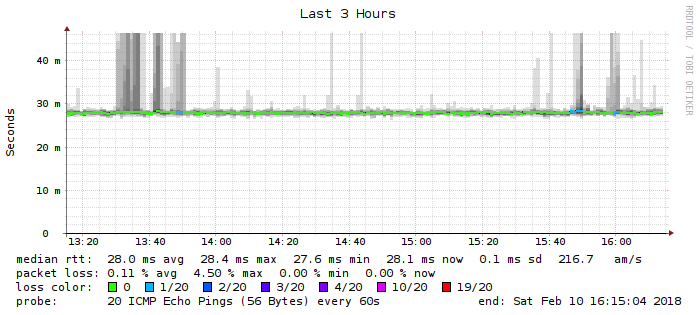 Last 3 Hours
RRDTOOL / TOBI OETIKER
Seconds
40 m
30 m
20 m
10 m
0
13:20 13:40 14:00 14:20 14:40 15:00 15:20 15:40 16:00
median rtt: 28.0 ms avg 28.4 ms max 27.6 ms min 28.1 ms now 0.1 ms sd 216.7 am/s
packet loss: 0.11 % avg 4.50 % max 0.00 % min 0.00 % now
loss color: 0 1/20 2/20 3/20 4/20 10/20 19/20
probe: 20 ICMP Echo Pings (56 Bytes) every 60s end: Sat Feb 10 16:15:04 2018